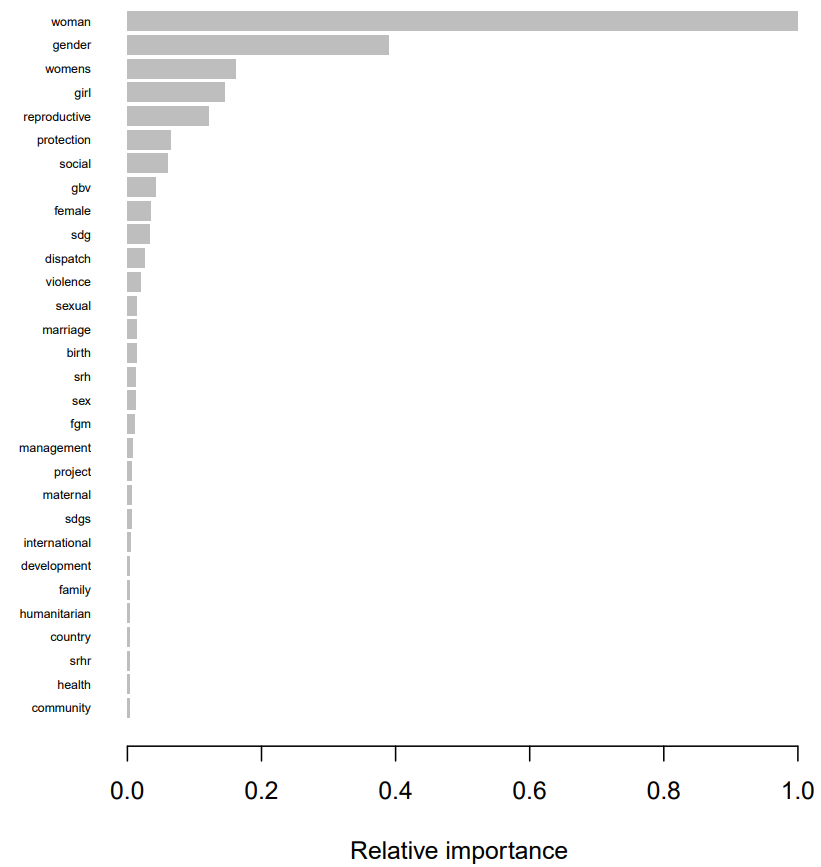 woman
gender
womens
girl
reproductive
protection
social
gbv
female
sdg
dispatch
violence
sexual
marriage
birth
srh
sex
fgm
management
project
maternal
sdgs
international
development
family
humanitarian
country
srhr
health
community
0.0 0.2 0.4 0.6 0.8 1.0
Relative importance